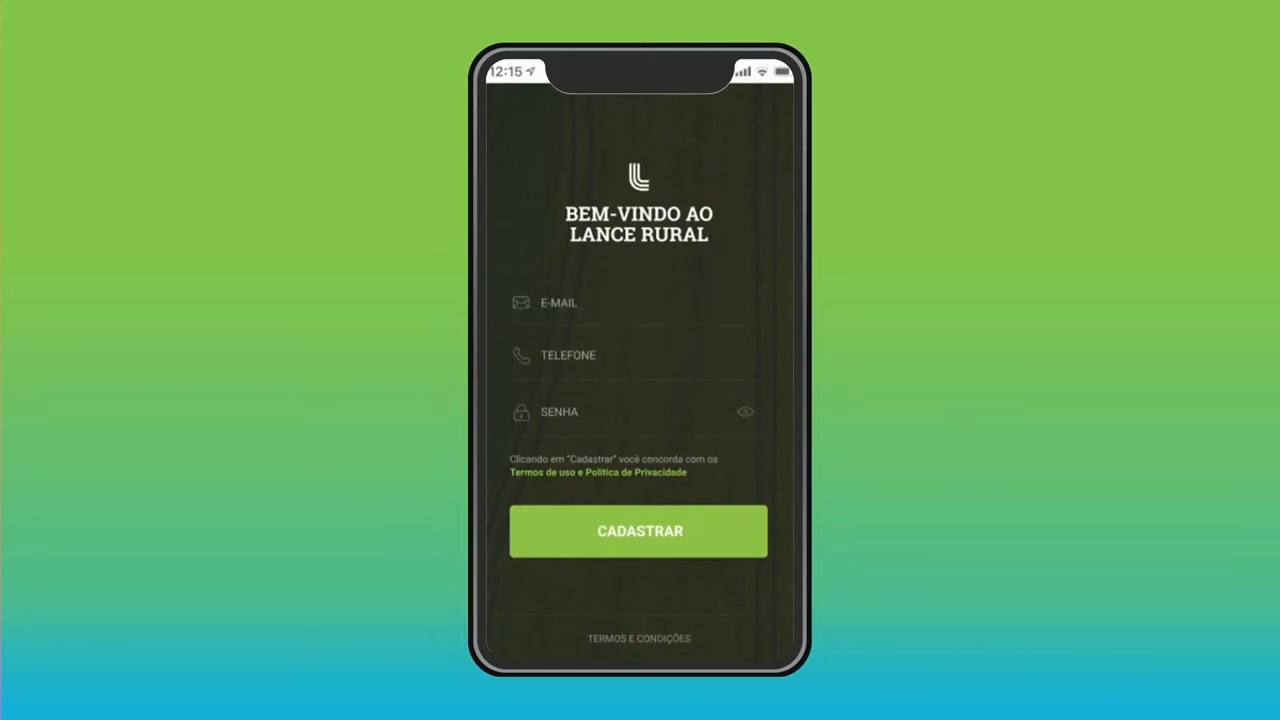 12:15
BEM-VINDO AO
LANCE RURAL
E-MAIL
TELEFONE
SENHA
Clicando em “Cadastrar” você concorda com os
Termos de uso e Política de Privacidade
CADASTRAR
TERMOS E CONDIÇÕES